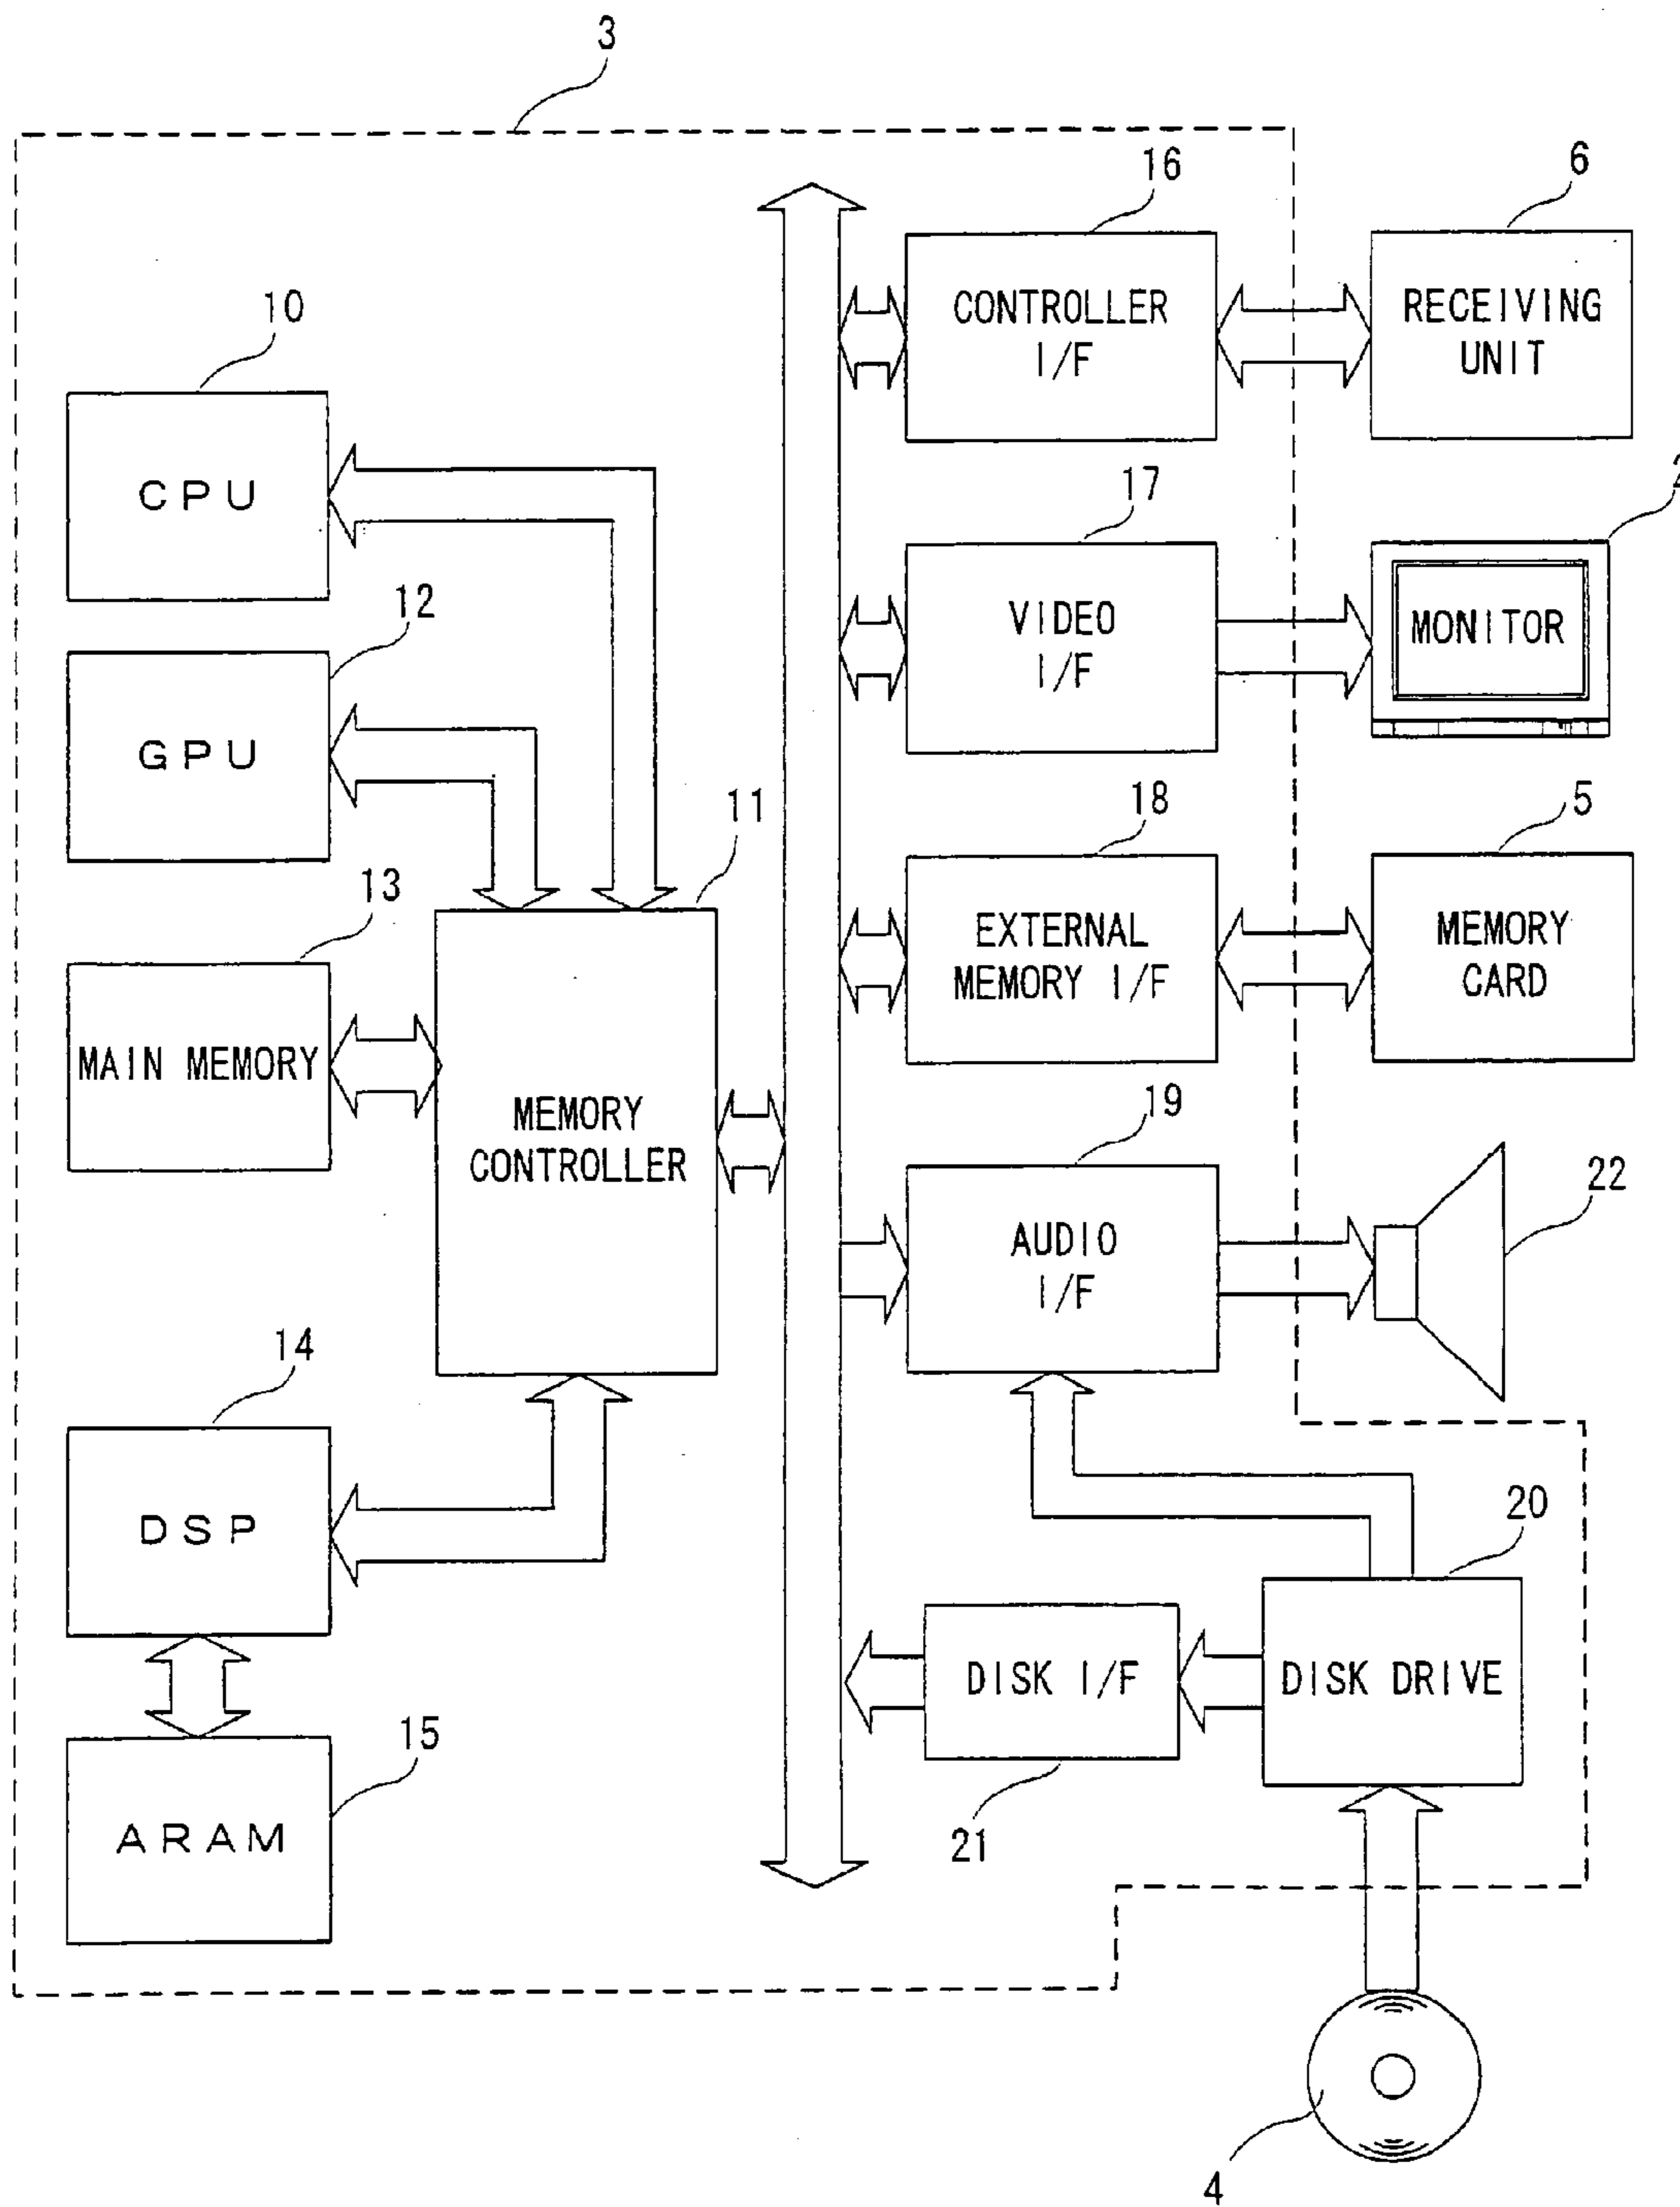 3
16
6
CONTROLLER
I/F
RECEIVING
UNIT
10
CPU
17
2
VIDEO
I/F
MONITOR
12
GPU
11
18
5
EXTERNAL
MEMORY I/F
MEMORY
CARD
13
MAIN MEMORY
MEMORY
CONTROLLER
19
22
AUDIO
I/F
14
DSP
20
DISK I/F
DISK DRIVE
15
21
ARAM
4